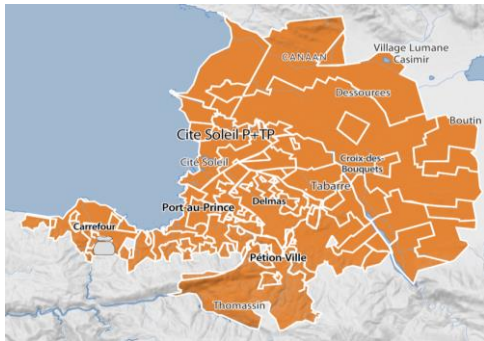 CANAAN
Village Lumane
Casimir
Dessources
Boutin
Cite Soleil P+TP
Cité Soleil
Croix-des-
Bouquets
Tabarre
Delmas
Port-au-Prince
Carrefour
Pétion-Ville
Thomassin